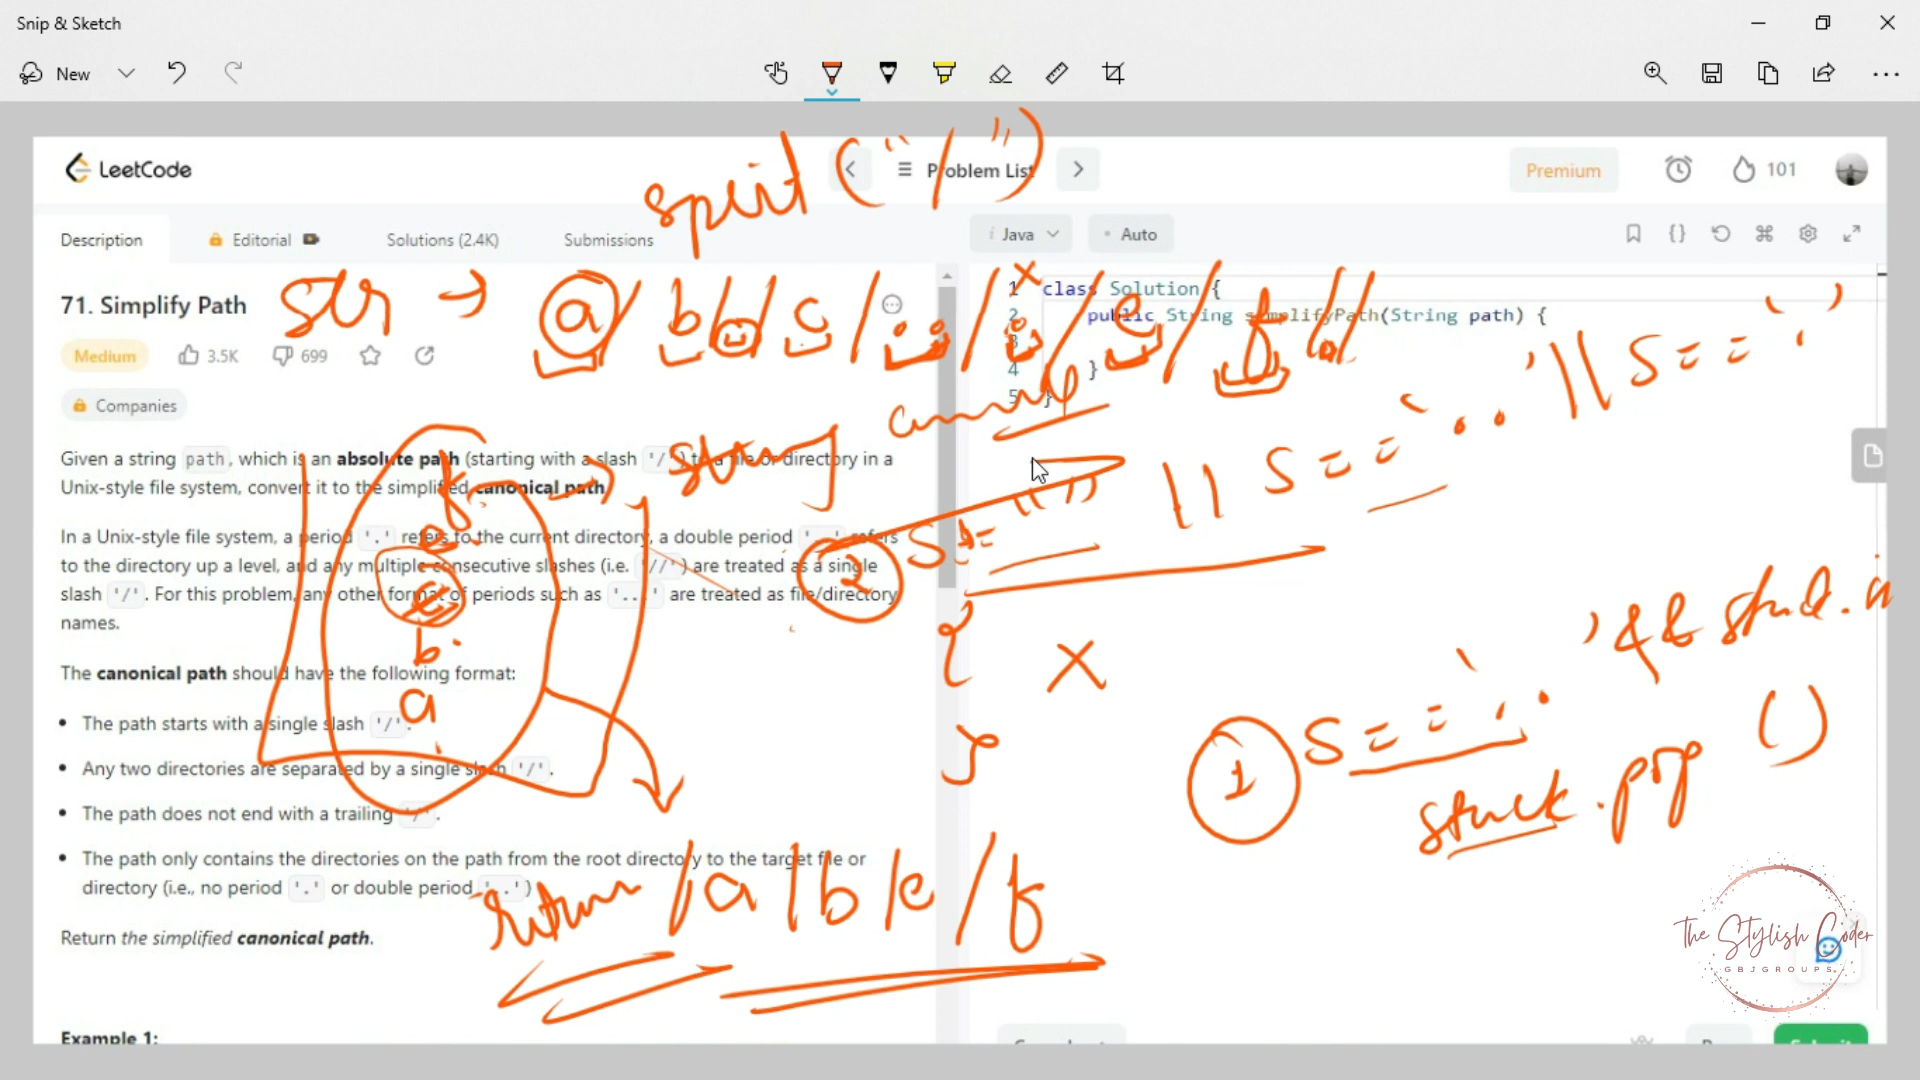 Snip & Sketch
New
split ("/")
LeetCode
Problem List
Premium
101
Description
Editorial
Solutions (2.4K)
Submissions
Java
Auto
71. Simplify Path
str →
Medium
3.5K
699
Companies
1 class Solution {
2 public String simplifyPath(String path) {
3
4 }
5 }
Given a string path, which is an absolute path (starting with a slash '/') to a file or directory in a
Unix-style file system, convert it to the simplified canonical path.
In a Unix-style file system, a period '.' refers to the current directory, a double period '..' refers
to the directory up a level, and any multiple consecutive slashes (i.e. '//') are treated as a single
slash '/'. For this problem, any other format of periods such as '...' are treated as file/directory
names.
The canonical path should have the following format:
• The path starts with a single slash '/'.
• Any two directories are separated by a single slash '/'.
• The path does not end with a trailing '/'.
• The path only contains the directories on the path from the root directory to the target file or
directory (i.e., no period '.' or double period '..')
Return the simplified canonical path.
string
f
e
c
b
a
2
s == '..'
|| s == '.'
{ X
}
1
s == '..'
stack.pop ()
return /a/b/e/f
Example 1:
The Stylish Coder
GBJGROUPS